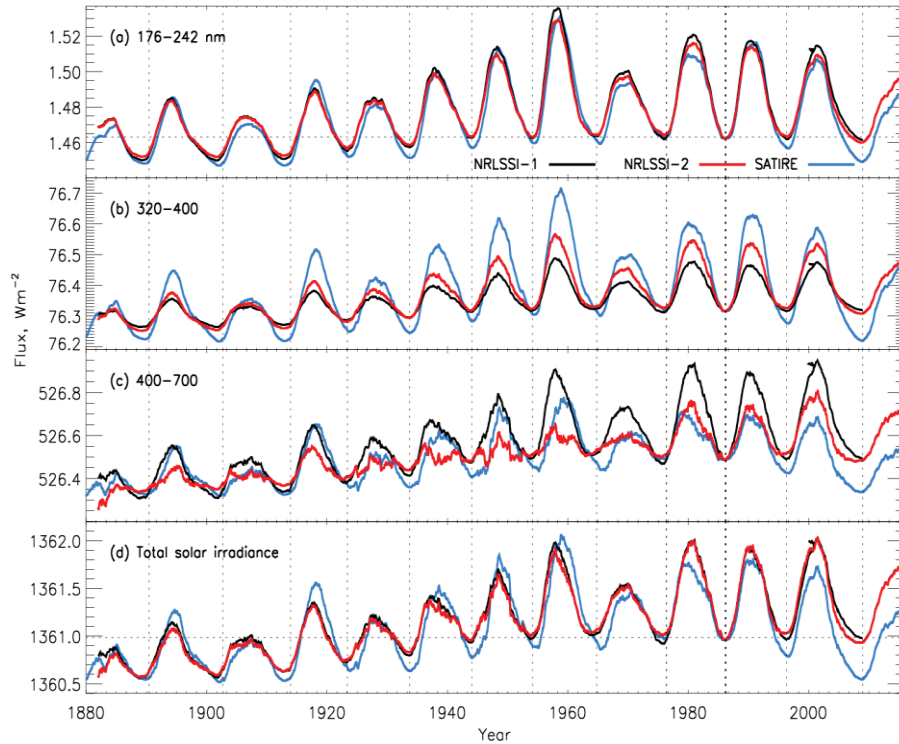 (a) 176–242 nm
1.52
1.50
1.48
1.46
NRLSSI–1 NRLSSI–2 SATIRE
(b) 320–400
76.7
76.6
76.5
76.4
76.3
76.2
Flux, Wm⁻²
(c) 400–700
526.8
526.6
526.4
(d) Total solar irradiance
1362.0
1361.5
1361.0
1360.5
1880 1900 1920 1940 1960 1980 2000
Year